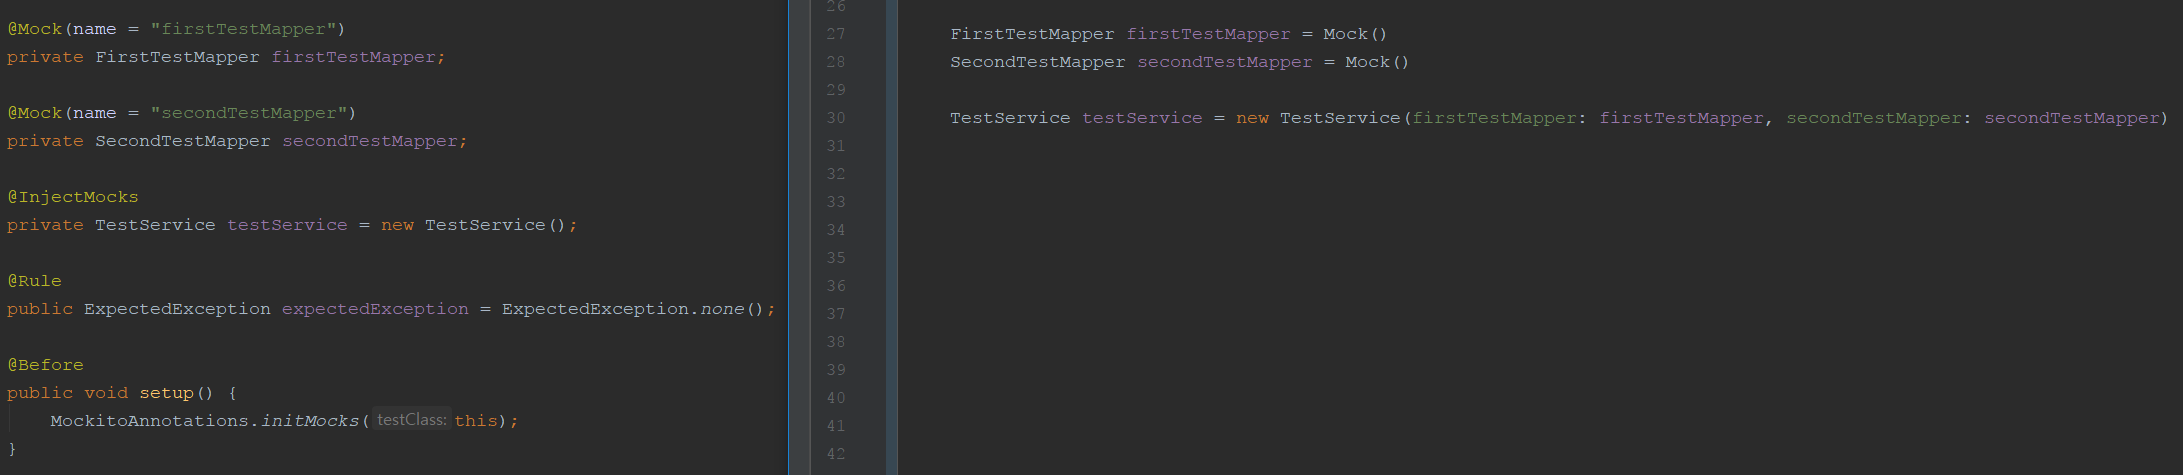 @Mock(name = "firstTestMapper")
private FirstTestMapper firstTestMapper;
@Mock(name = "secondTestMapper")
private SecondTestMapper secondTestMapper;
@InjectMocks
private TestService testService = new TestService();
@Rule
public ExpectedException expectedException = ExpectedException.none();
@Before
public void setup() {
MockitoAnnotations.initMocks( testClass: this);
}
26
27 FirstTestMapper firstTestMapper = Mock()
28 SecondTestMapper secondTestMapper = Mock()
29
30 TestService testService = new TestService(firstTestMapper: firstTestMapper, secondTestMapper: secondTestMapper)
31
32
33
34
35
36
37
38
39
40
41
42